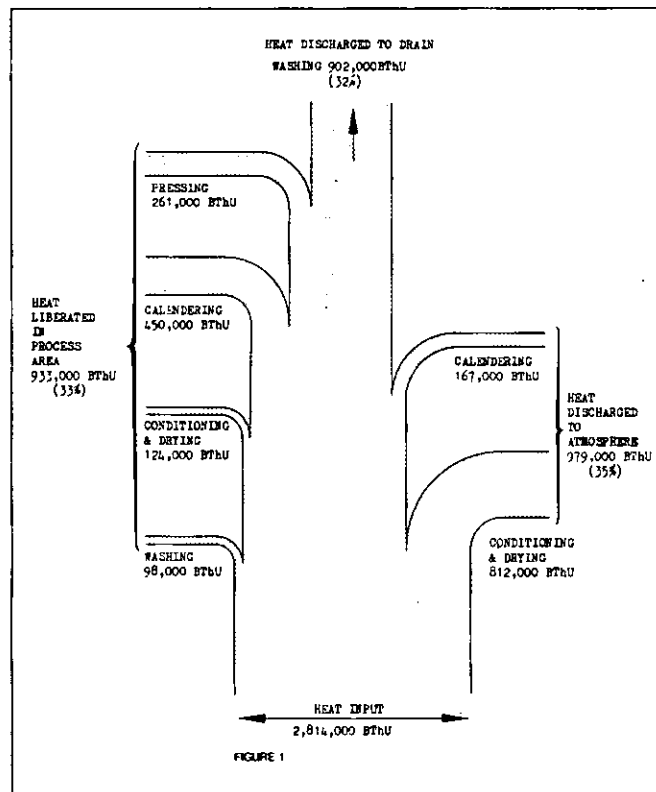 HEAT DISCHARGED TO DRAIN
WASHING 902,000BThU
(32%)
PRESSING
261,000 BThU
HEAT
LIBERATED
IN
PROCESS
AREA
933,000 BThU
(33%)
CALENDERING
450,000 BThU
CONDITIONING
& DRYING
124,000 BThU
WASHING
98,000 BThU
CALENDERING
167,000 BThU
HEAT
DISCHARGED
TO
ATMOSPHERE
979,000 BThU
(35%)
CONDITIONING
& DRYING
812,000 BThU
HEAT INPUT
2,814,000 BThU
FIGURE 1